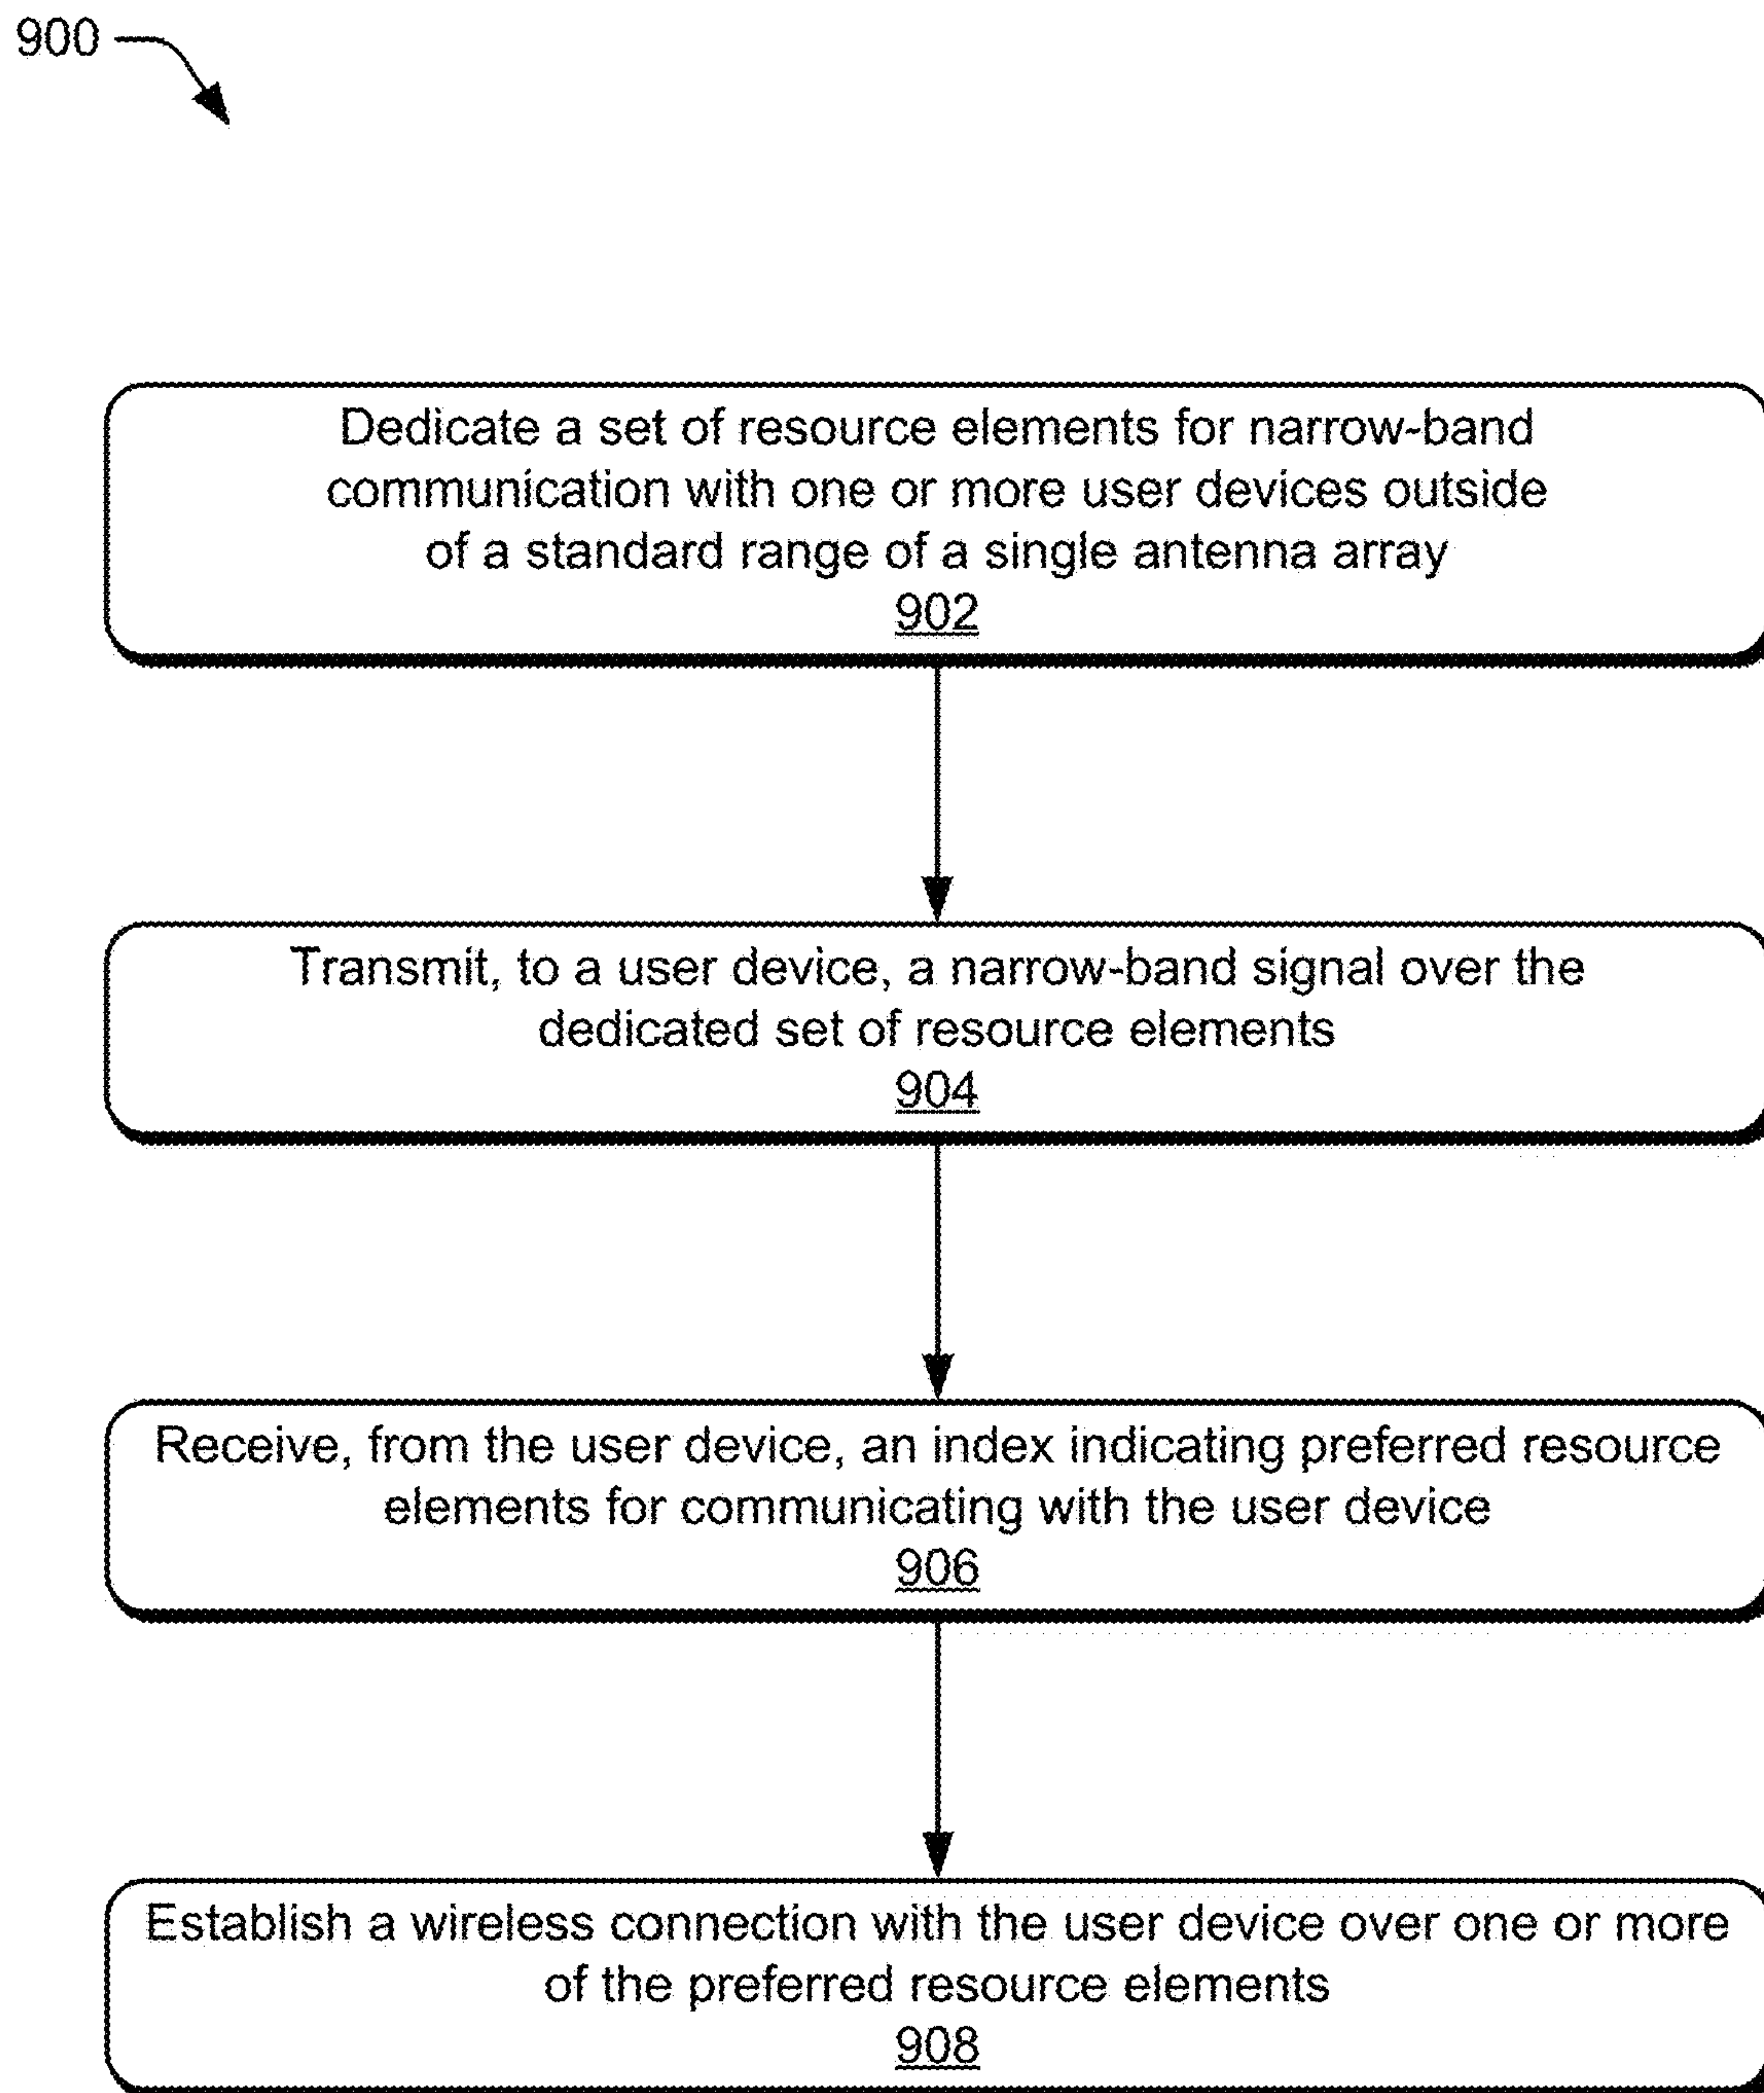 900
Dedicate a set of resource elements for narrow-band
communication with one or more user devices outside
of a standard range of a single antenna array
902
Transmit, to a user device, a narrow-band signal over the
dedicated set of resource elements
904
Receive, from the user device, an index indicating preferred resource
elements for communicating with the user device
906
Establish a wireless connection with the user device over one or more
of the preferred resource elements
908